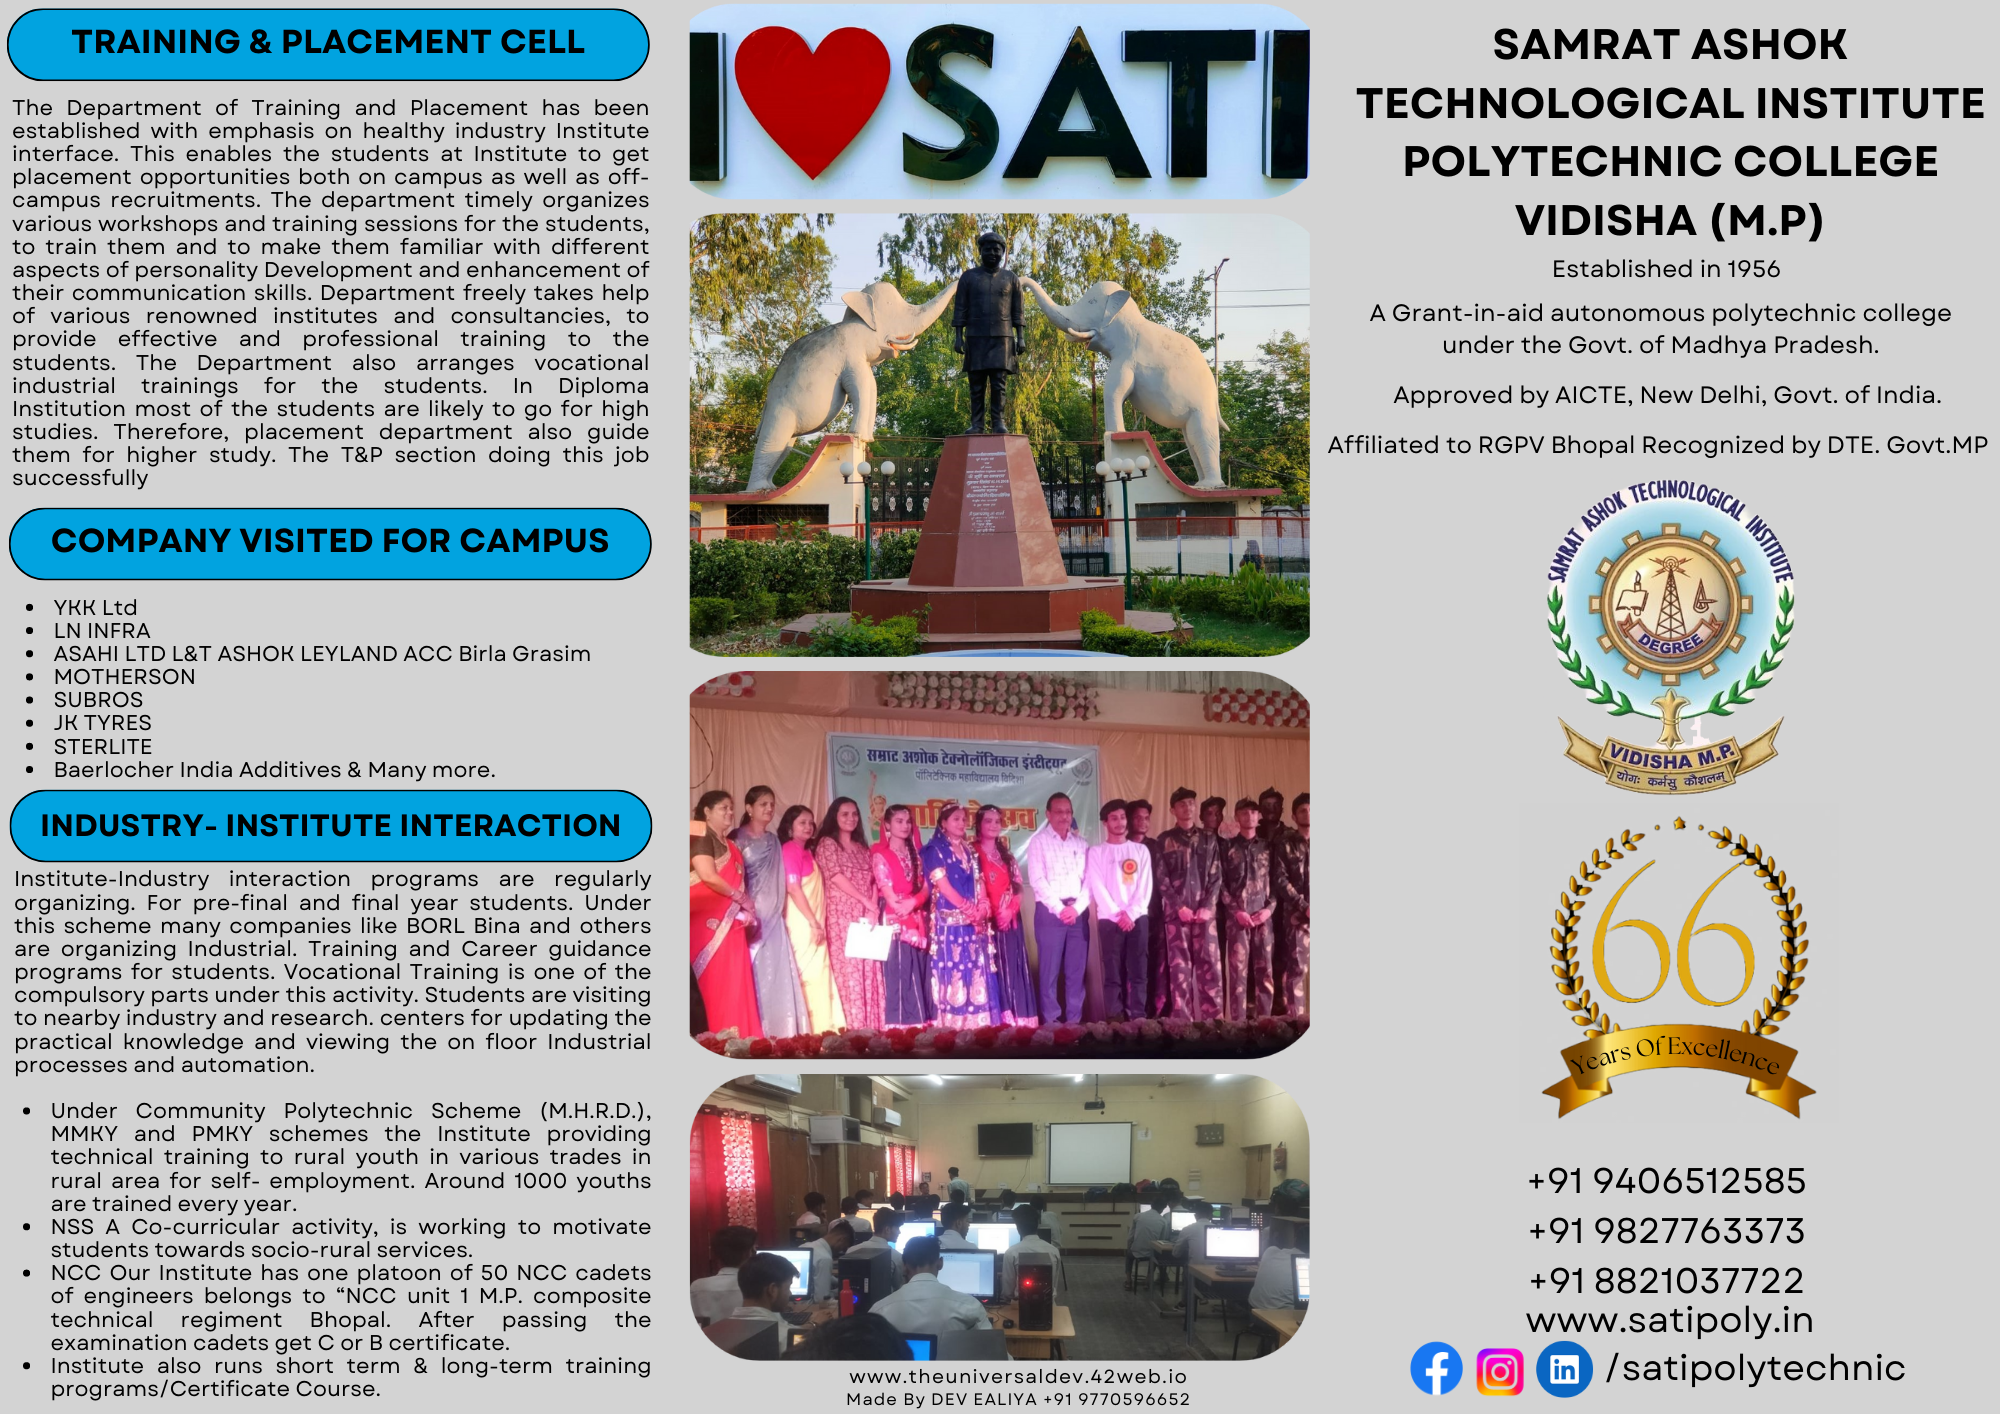 TRAINING & PLACEMENT CELL
The Department of Training and Placement has been
established with emphasis on healthy industry Institute
interface. This enables the students at Institute to get
placement opportunities both on campus as well as off-
campus recruitments. The department timely organizes
various workshops and training sessions for the students,
to train them and to make them familiar with different
aspects of personality Development and enhancement of
their communication skills. Department freely takes help
of various renowned institutes and consultancies, to
provide effective and professional training to the
students. The Department also arranges vocational
industrial trainings for the students. In Diploma
Institution most of the students are likely to go for high
studies. Therefore, placement department also guide
them for higher study. The T&P section doing this job
successfully
COMPANY VISITED FOR CAMPUS
• YKK Ltd
• LN INFRA
• ASAHI LTD L&T ASHOK LEYLAND ACC Birla Grasim
• MOTHERSON
• SUBROS
• JK TYRES
• STERLITE
• Baerlocher India Additives & Many more.
INDUSTRY- INSTITUTE INTERACTION
Institute-Industry interaction programs are regularly
organizing. For pre-final and final year students. Under
this scheme many companies like BORL Bina and others
are organizing Industrial. Training and Career guidance
programs for students. Vocational Training is one of the
compulsory parts under this activity. Students are visiting
to nearby industry and research. centers for updating the
practical knowledge and viewing the on floor Industrial
processes and automation.
• Under Community Polytechnic Scheme (M.H.R.D.),
MMKY and PMKY schemes the Institute providing
technical training to rural youth in various trades in
rural area for self- employment. Around 1000 youths
are trained every year.
• NSS A Co-curricular activity, is working to motivate
students towards socio-rural services.
• NCC Our Institute has one platoon of 50 NCC cadets
of engineers belongs to “NCC unit 1 M.P. composite
technical regiment Bhopal. After passing the
examination cadets get C or B certificate.
• Institute also runs short term & long-term training
programs/Certificate Course.
I SATI
सम्राट अशोक टेक्नोलॉजिकल इंस्टीट्यूट
पॉलिटेक्निक महाविद्यालय विदिशा
www.theuniversaldev.42web.io
Made By DEV EALIYA +91 9770596652
SAMRAT ASHOK
TECHNOLOGICAL INSTITUTE
POLYTECHNIC COLLEGE
VIDISHA (M.P)
Established in 1956
A Grant-in-aid autonomous polytechnic college
under the Govt. of Madhya Pradesh.
Approved by AICTE, New Delhi, Govt. of India.
Affiliated to RGPV Bhopal Recognized by DTE. Govt.MP
SAMRAT ASHOK TECHNOLOGICAL INSTITUTE
DEGREE
VIDISHA M.P.
योगः कर्मसु कौशलम्
66
Years Of Excellence
+91 9406512585
+91 9827763373
+91 8821037722
www.satipoly.in
/satipolytechnic